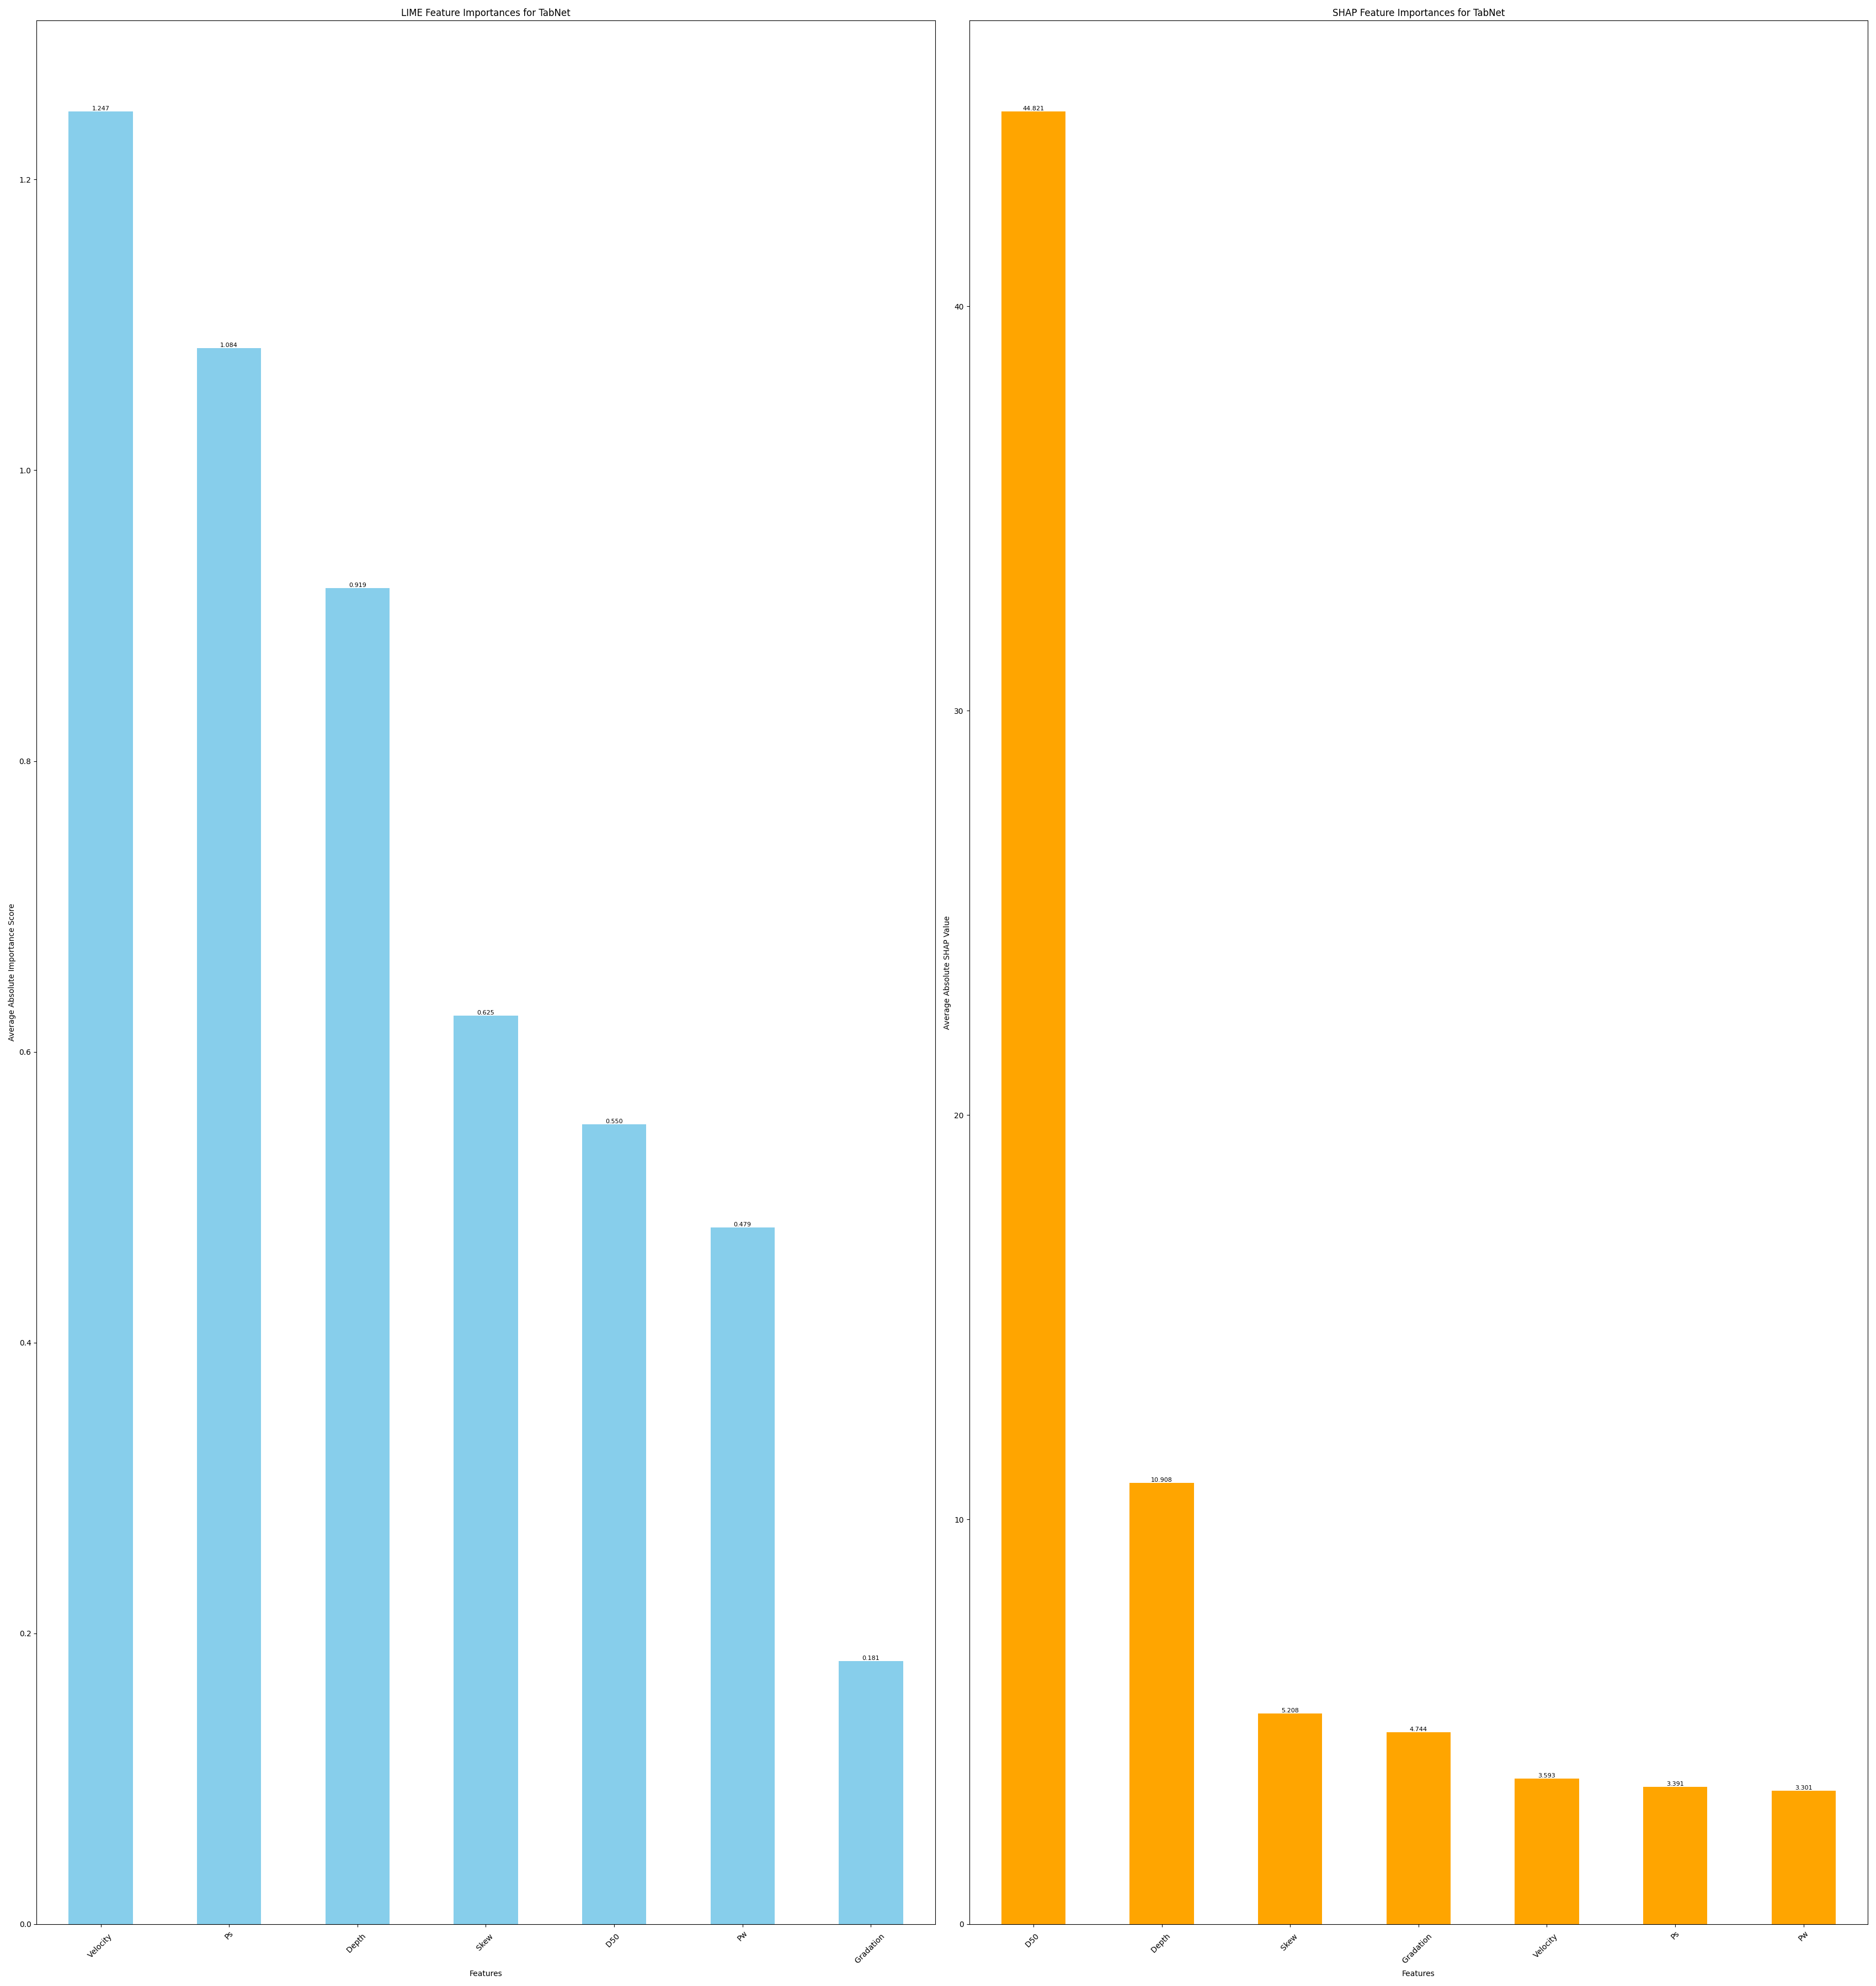 LIME Feature Importances for TabNet
Average Absolute Importance Score
1.2
1.0
0.8
0.6
0.4
0.2
0.0
1.247
1.084
0.919
0.625
0.550
0.479
0.181
Velocity
Ps
Depth
Skew
D50
Pw
Gradation
Features
SHAP Feature Importances for TabNet
Average Absolute SHAP Value
40
30
20
10
0
44.821
10.908
5.208
4.744
3.593
3.391
3.301
D50
Depth
Skew
Gradation
Velocity
Ps
Pw
Features